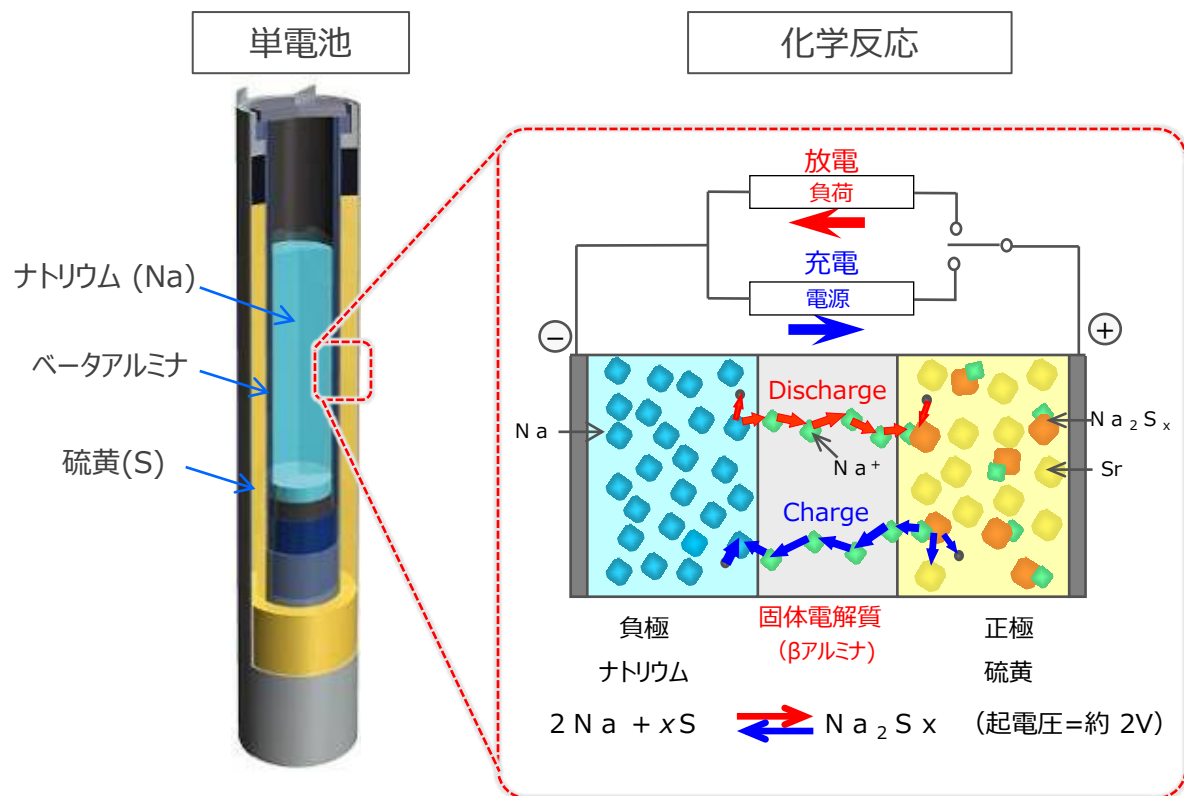 単電池
化学反応
放電
負荷
充電
電源
ナトリウム (Na)
ベータアルミナ
硫黄(S)
−
+
Discharge
Na
Na₂Sₓ
Na⁺
Sr
Charge
負極
固体電解質
正極
ナトリウム
(βアルミナ)
硫黄
2Na + xS ⇄ Na₂Sx (起電圧=約 2V)